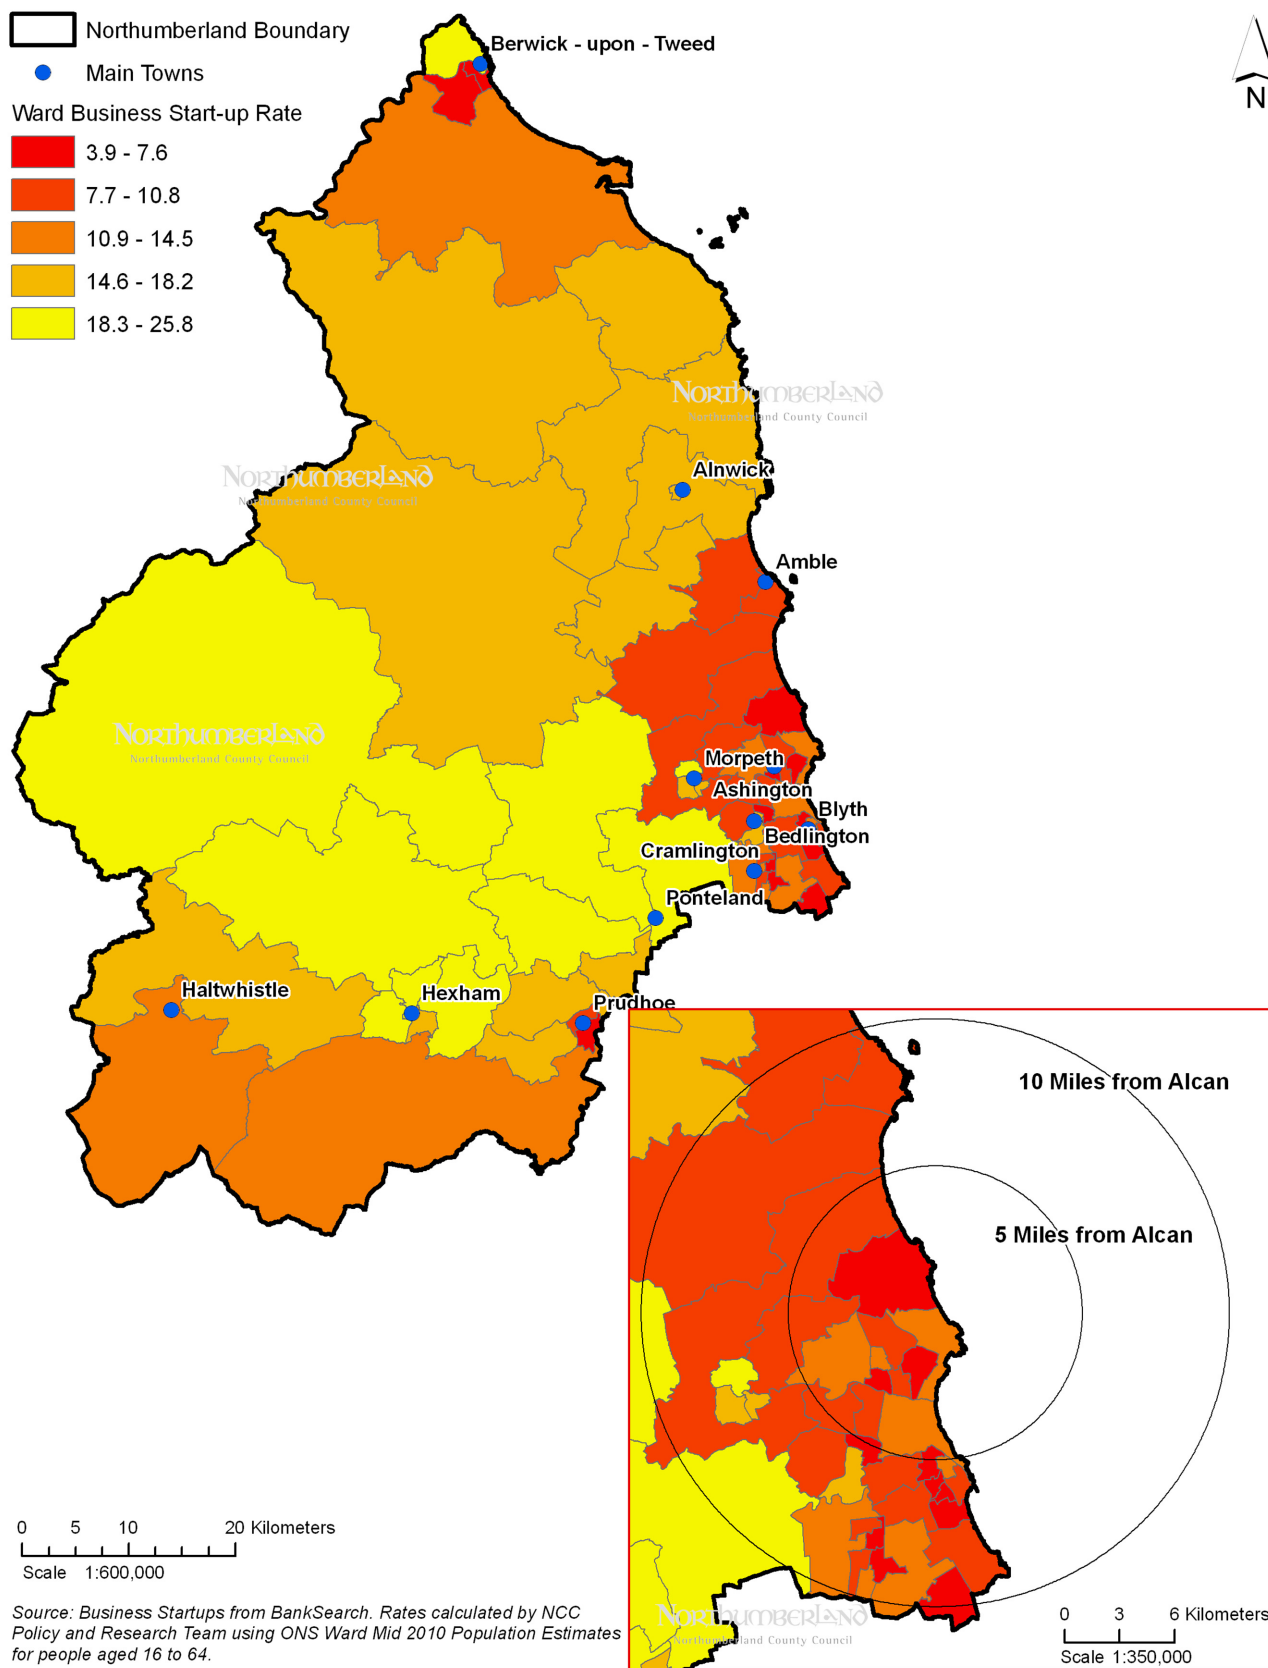 Northumberland Boundary
Main Towns
Ward Business Start-up Rate
3.9 - 7.6
7.7 - 10.8
10.9 - 14.5
14.6 - 18.2
18.3 - 25.8
N
Berwick - upon - Tweed
NORThUMBERLAND
Northumberland County Council
Alnwick
NORThUMBERLAND
Northumberland County Council
Amble
NORThUMBERLAND
Northumberland County Council
Morpeth
Ashington
Blyth
Bedlington
Cramlington
Ponteland
Haltwhistle
Hexham
Prudhoe
10 Miles from Alcan
5 Miles from Alcan
0 5 10 20 Kilometers
Scale 1:600,000
Source: Business Startups from BankSearch. Rates calculated by NCC
Policy and Research Team using ONS Ward Mid 2010 Population Estimates
for people aged 16 to 64.
NORThUMBERLAND
Northumberland County Council
0 3 6 Kilometers
Scale 1:350,000